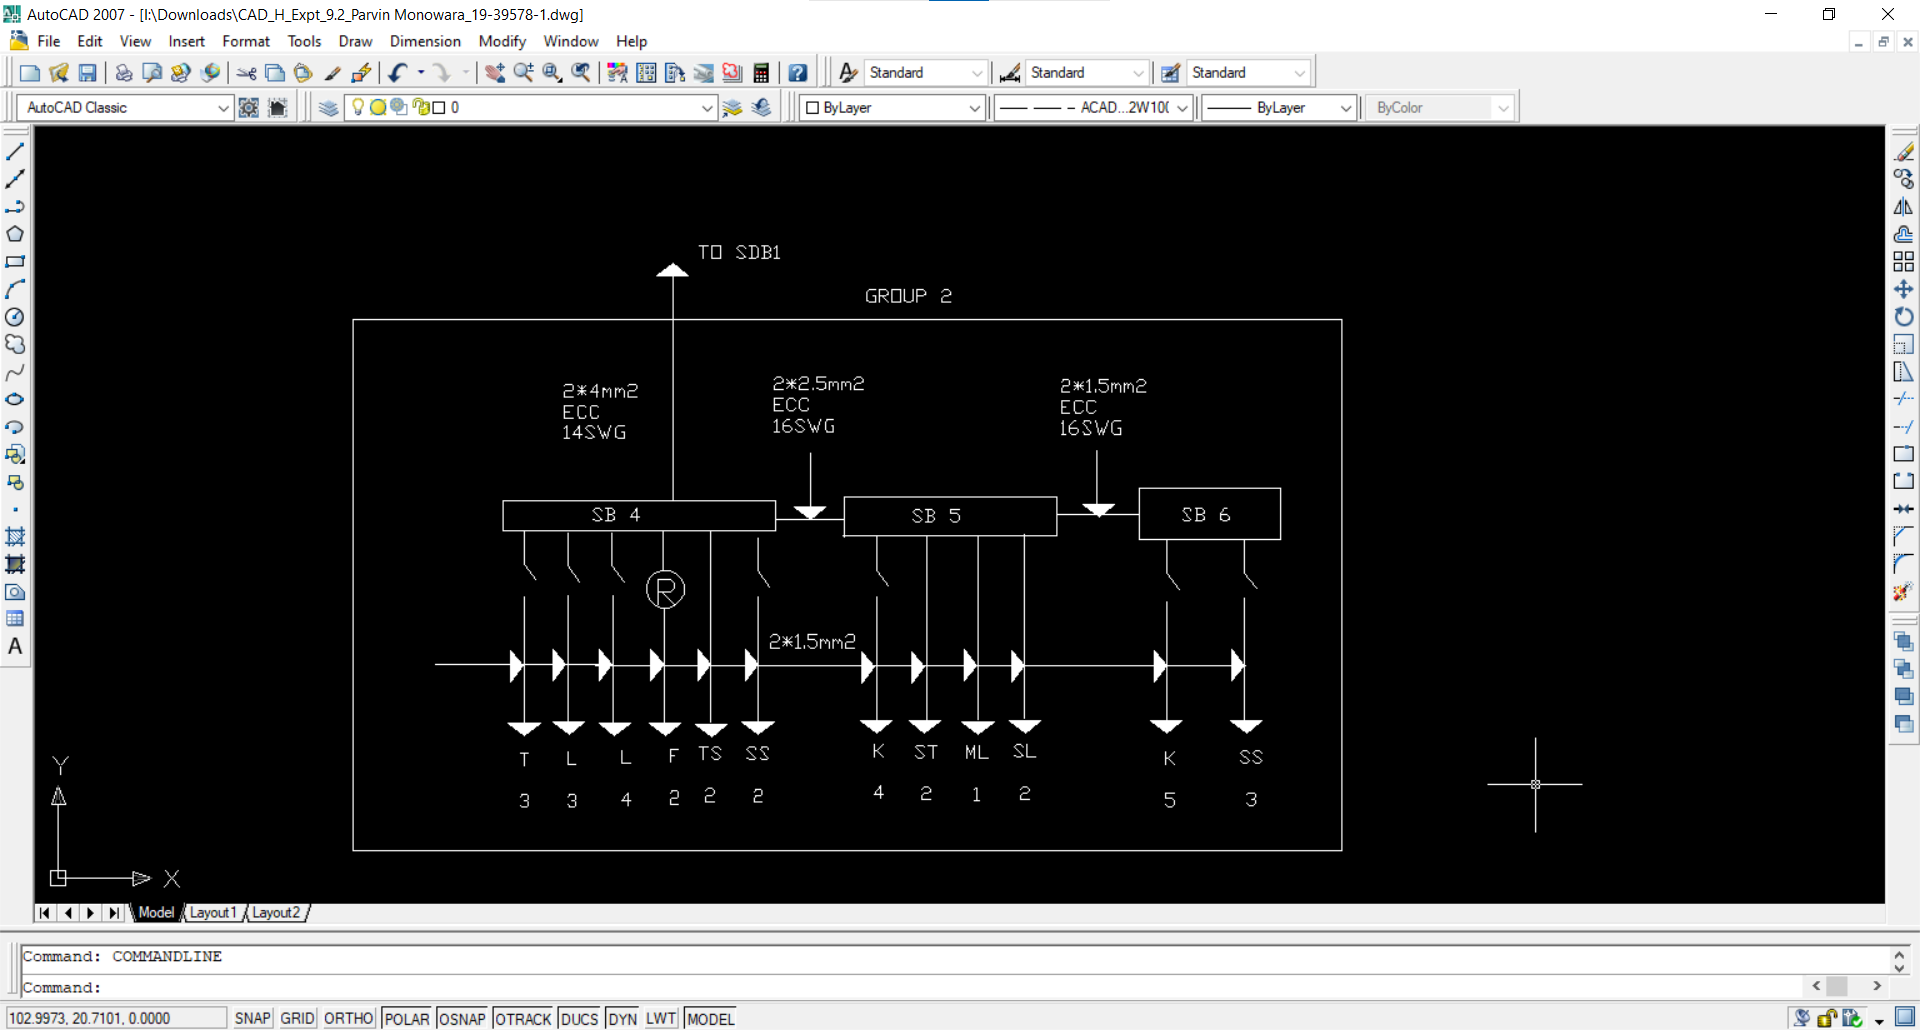 AutoCAD 2007 - [I:\Downloads\CAD_H_Expt_9.2_Parvin Monowara_19-39578-1.dwg]
File Edit View Insert Format Tools Draw Dimension Modify Window Help
Standard Standard Standard
AutoCAD Classic 0 ByLayer ACAD...2W100 ByLayer ByColor
TO SDB1
GROUP 2
2*4mm2
ECC
14SWG
2*2.5mm2
ECC
16SWG
2*1.5mm2
ECC
16SWG
SB 4 SB 5 SB 6
R
2*1.5mm2
T L L F TS SS K ST ML SL K SS
3 3 4 2 2 2 4 2 1 2 5 3
Y
X
Model Layout1 Layout2
Command: COMMANDLINE
Command:
102.9973, 20.7101, 0.0000 SNAP GRID ORTHO POLAR OSNAP OTRACK DUCS DYN LWT MODEL
A